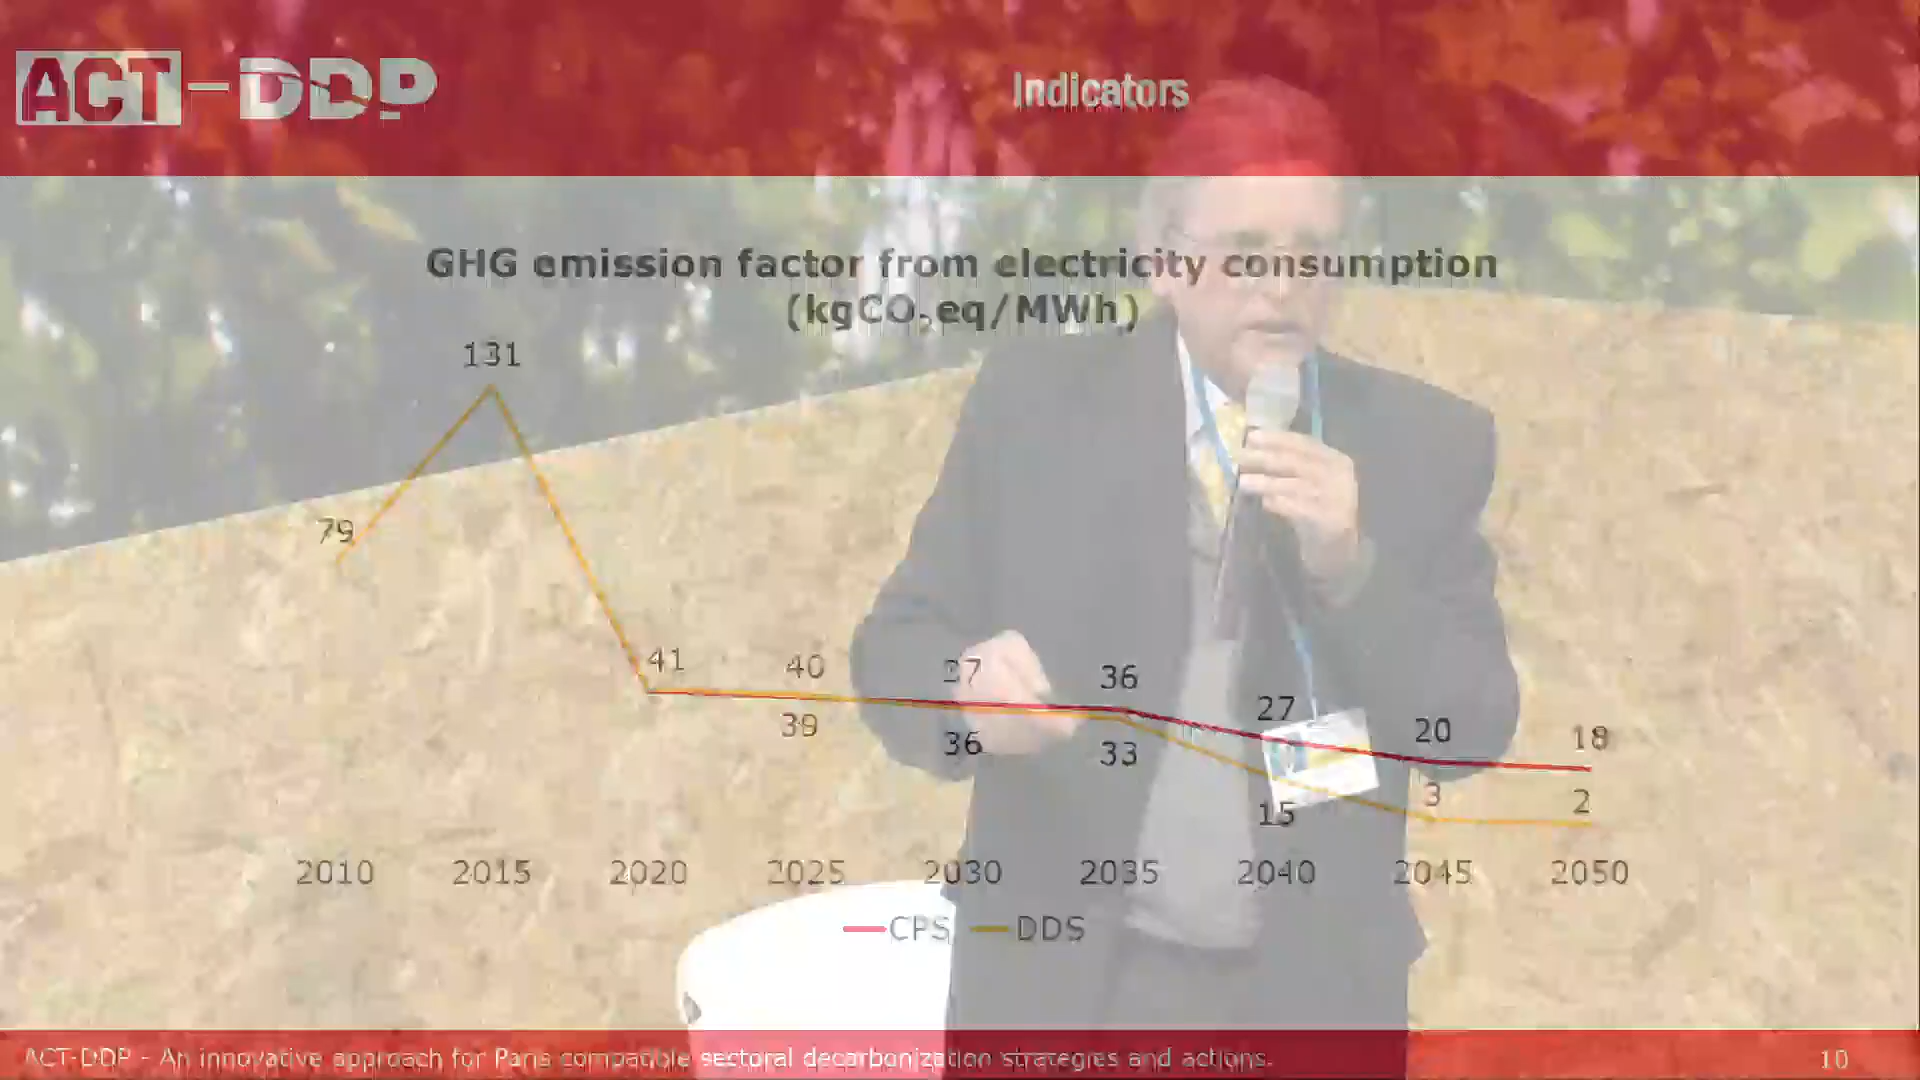 ACT-DDP
Indicators
GHG emission factor from electricity consumption
(kgCO₂eq/MWh)
131
79
41 40 37 36 27 20 18
39 36 33 15 3 2
2010 2015 2020 2025 2030 2035 2040 2045 2050
CPS DDS
ACT-DDP - An innovative approach for Paris compatible sectoral decarbonization strategies and actions.
10